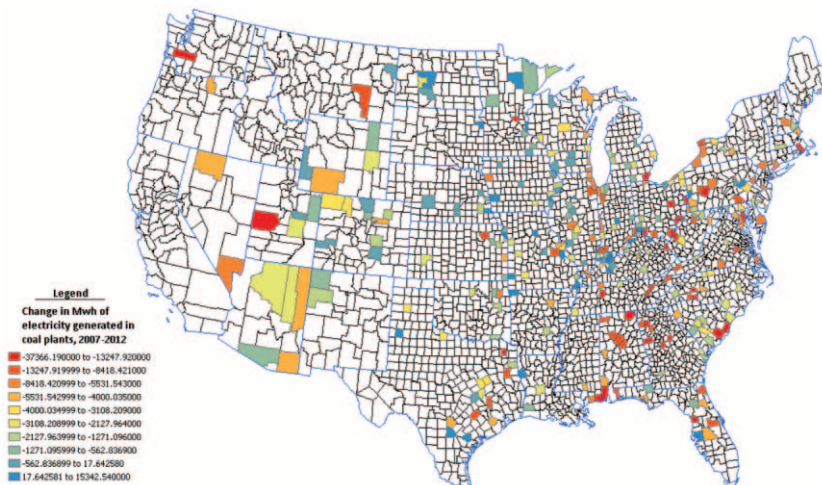 Legend
Change in Mwh of
electricity generated in
coal plants, 2007-2012
-37366.190000 to -13247.920000
-13247.919999 to -8418.421000
-8418.420999 to -5531.543000
-5531.542999 to -4000.035000
-4000.034999 to -3108.209000
-3108.208999 to -2127.964000
-2127.963999 to -1271.096000
-1271.095999 to -562.836900
-562.836899 to 17.642580
17.642581 to 15342.540000